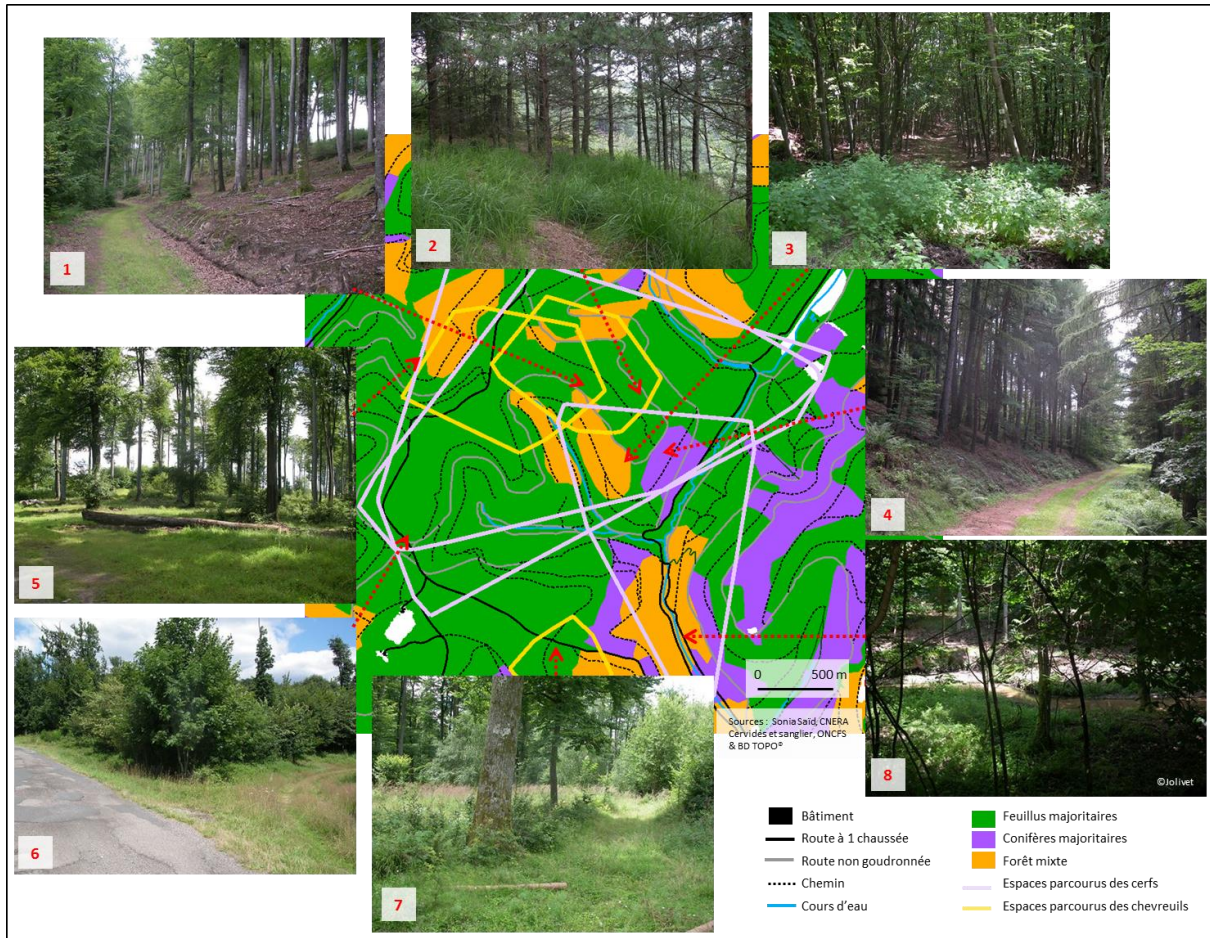 1
2
3
4
5
6
7
8
©Jolivet
0 500 m
Sources : Sonia Saïd, CNERA
Cervidés et sanglier, ONCFS
& BD TOPO®
Bâtiment
Route à 1 chaussée
Route non goudronnée
Chemin
Cours d'eau
Feuillus majoritaires
Conifères majoritaires
Forêt mixte
Espaces parcourus des cerfs
Espaces parcourus des chevreuils